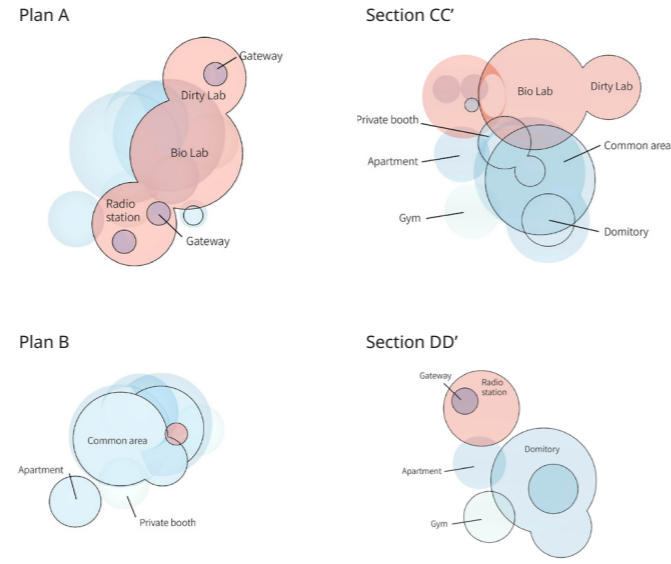 Plan A
Gateway
Dirty Lab
Bio Lab
Radio
station
Gateway
Section CC’
Bio Lab
Dirty Lab
Private booth
Common area
Apartment
Gym
Domitory
Plan B
Common area
Apartment
Private booth
Section DD’
Gateway
Radio
station
Domitory
Apartment
Gym